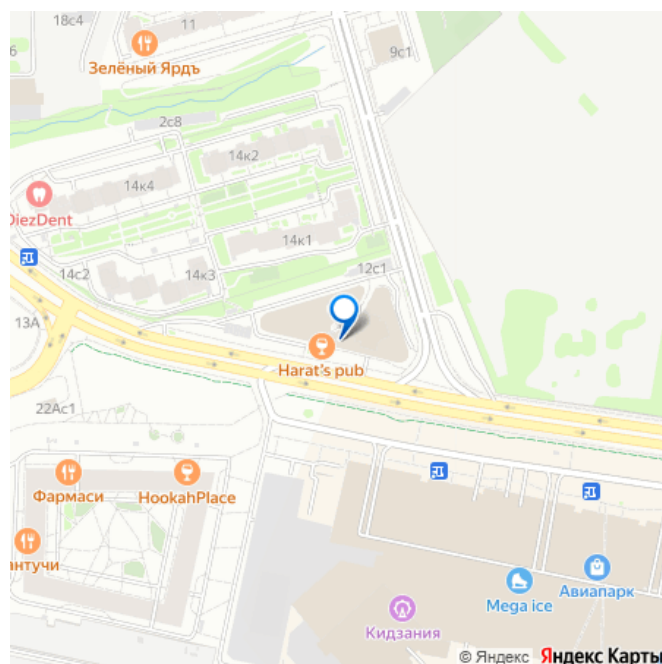 18с4
11
9с1
6
Зелёный Ярдъ
2с8
14к2
14к4
DiezDent
14к1
14с2
14к3
12с1
13А
Harat's pub
22Ас1
Фармаси
HookahPlace
антучи
Mega ice
Авиапарк
Кидзания
© Яндекс Яндекс Карты